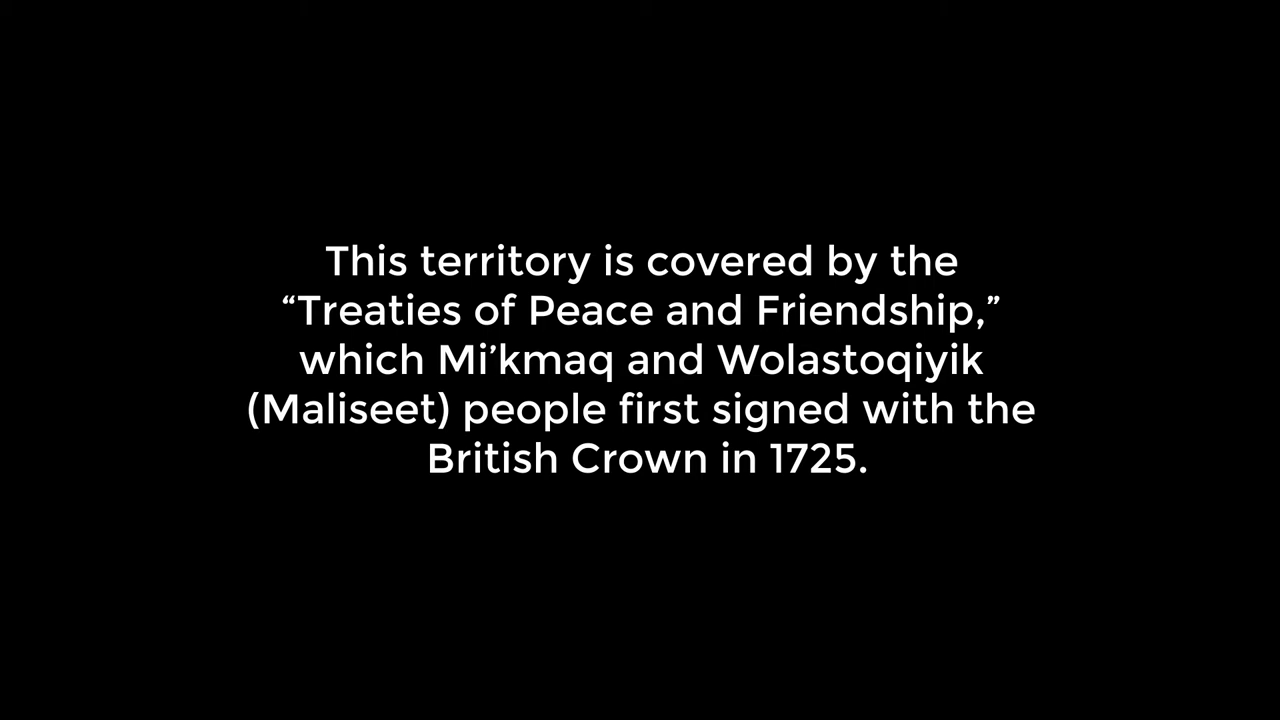 This territory is covered by the
“Treaties of Peace and Friendship,”
which Mi’kmaq and Wolastoqiyik
(Maliseet) people first signed with the
British Crown in 1725.